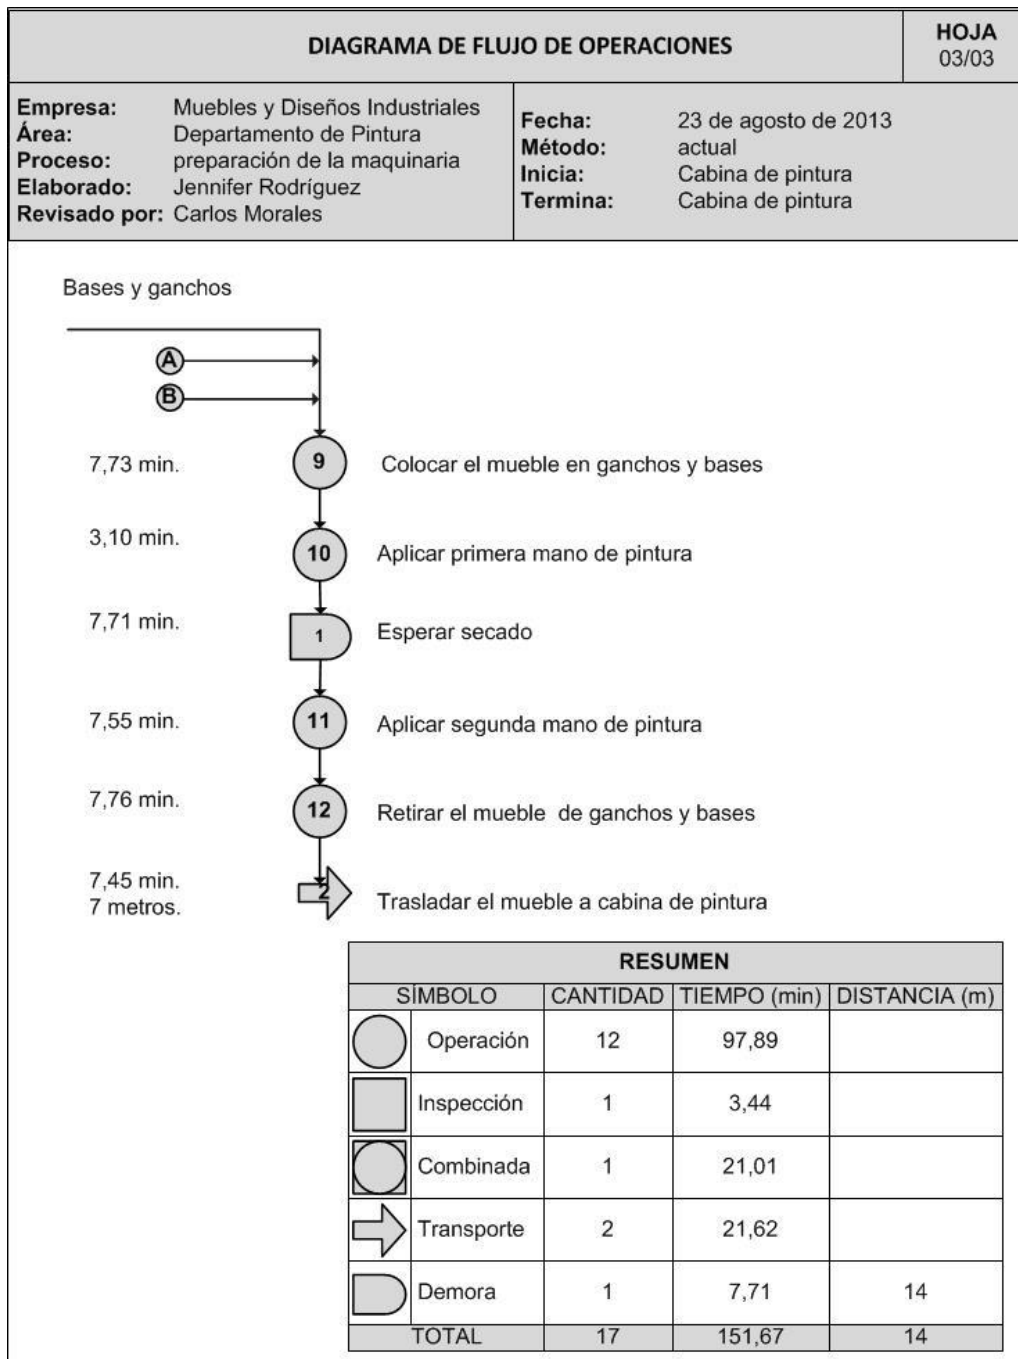 DIAGRAMA DE FLUJO DE OPERACIONES
HOJA
03/03
Empresa: Muebles y Diseños Industriales
Área: Departamento de Pintura
Proceso: preparación de la maquinaria
Elaborado: Jennifer Rodríguez
Revisado por: Carlos Morales
Fecha: 23 de agosto de 2013
Método: actual
Inicia: Cabina de pintura
Termina: Cabina de pintura
Bases y ganchos
A
B
7,73 min. 9 Colocar el mueble en ganchos y bases
3,10 min. 10 Aplicar primera mano de pintura
7,71 min. 1 Esperar secado
7,55 min. 11 Aplicar segunda mano de pintura
7,76 min. 12 Retirar el mueble de ganchos y bases
7,45 min.
7 metros. 2 Trasladar el mueble a cabina de pintura
RESUMEN
SÍMBOLO CANTIDAD TIEMPO (min) DISTANCIA (m)
Operación 12 97,89
Inspección 1 3,44
Combinada 1 21,01
Transporte 2 21,62
Demora 1 7,71 14
TOTAL 17 151,67 14